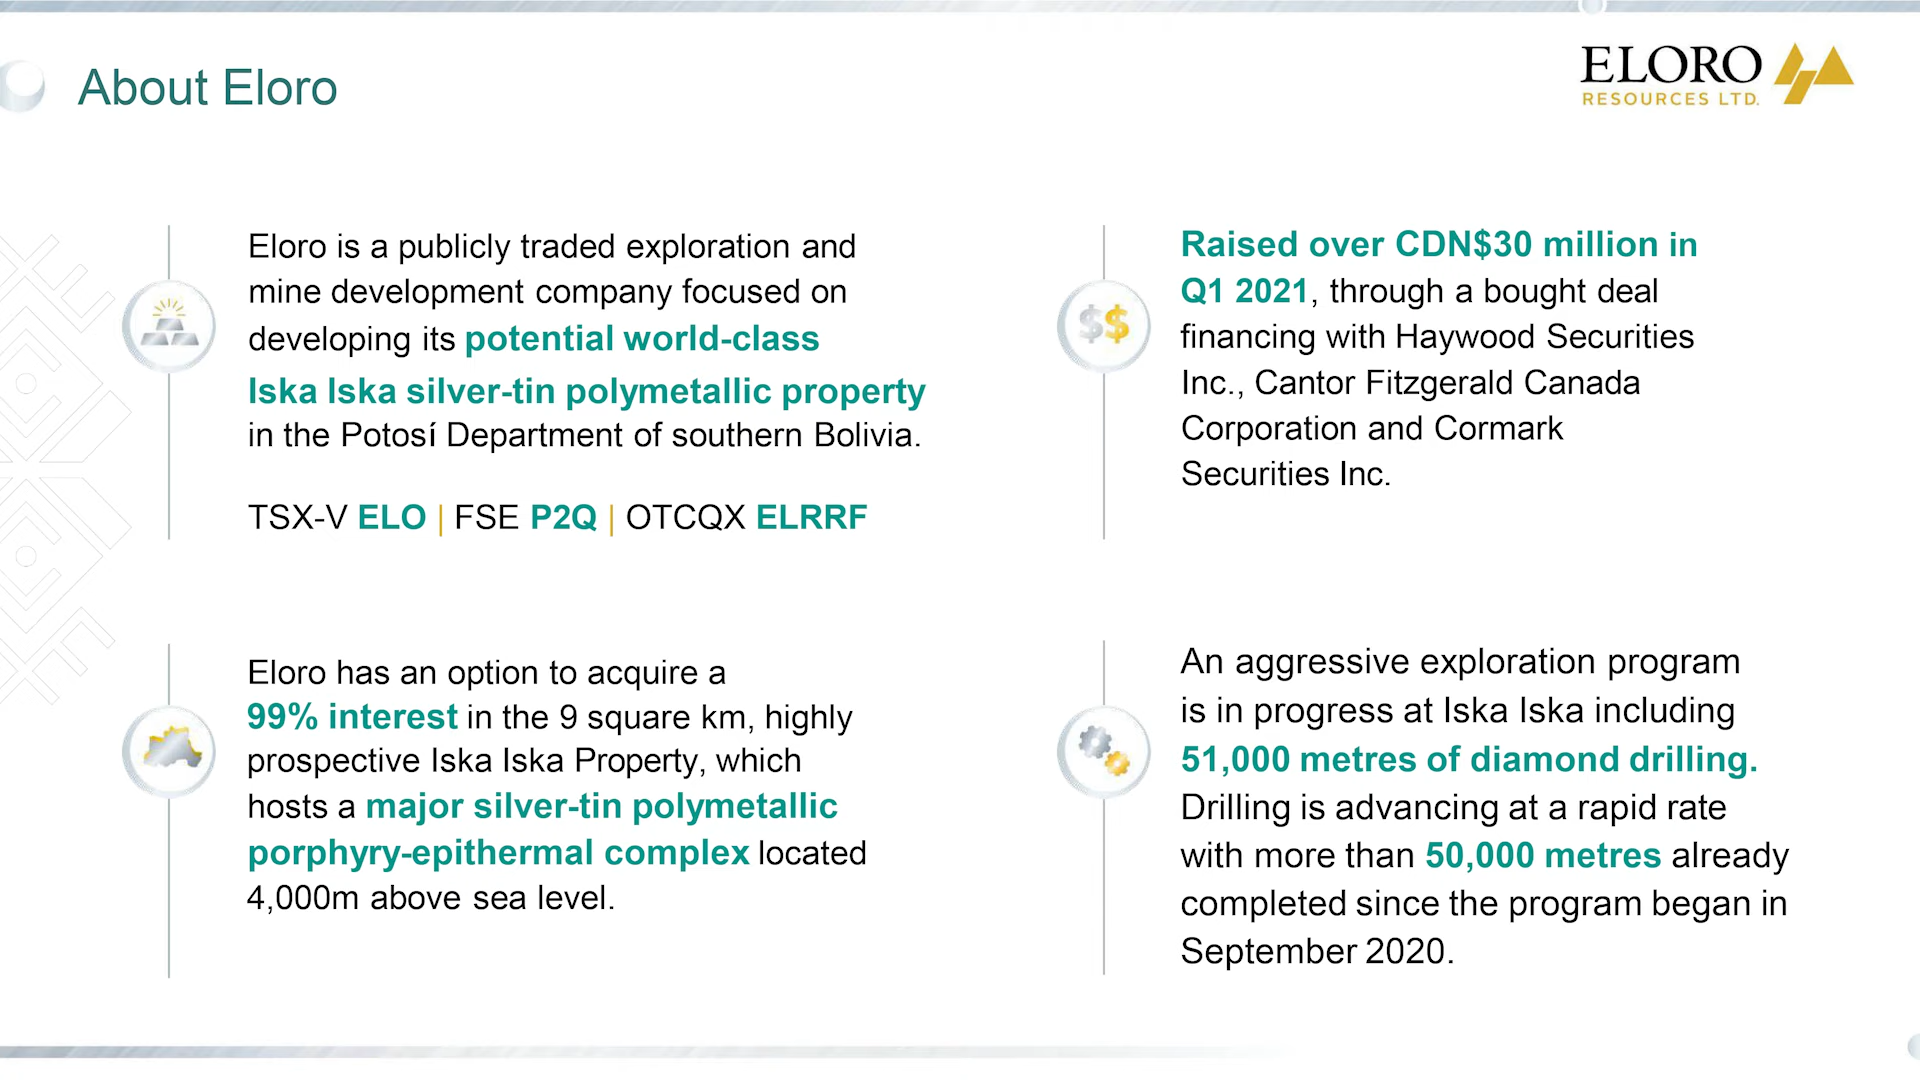 About Eloro
ELORO
RESOURCES LTD.
Eloro is a publicly traded exploration and
mine development company focused on
developing its potential world-class
Iska Iska silver-tin polymetallic property
in the Potosí Department of southern Bolivia.
TSX-V ELO | FSE P2Q | OTCQX ELRRF
Raised over CDN$30 million in
Q1 2021, through a bought deal
financing with Haywood Securities
Inc., Cantor Fitzgerald Canada
Corporation and Cormark
Securities Inc.
Eloro has an option to acquire a
99% interest in the 9 square km, highly
prospective Iska Iska Property, which
hosts a major silver-tin polymetallic
porphyry-epithermal complex located
4,000m above sea level.
An aggressive exploration program
is in progress at Iska Iska including
51,000 metres of diamond drilling.
Drilling is advancing at a rapid rate
with more than 50,000 metres already
completed since the program began in
September 2020.